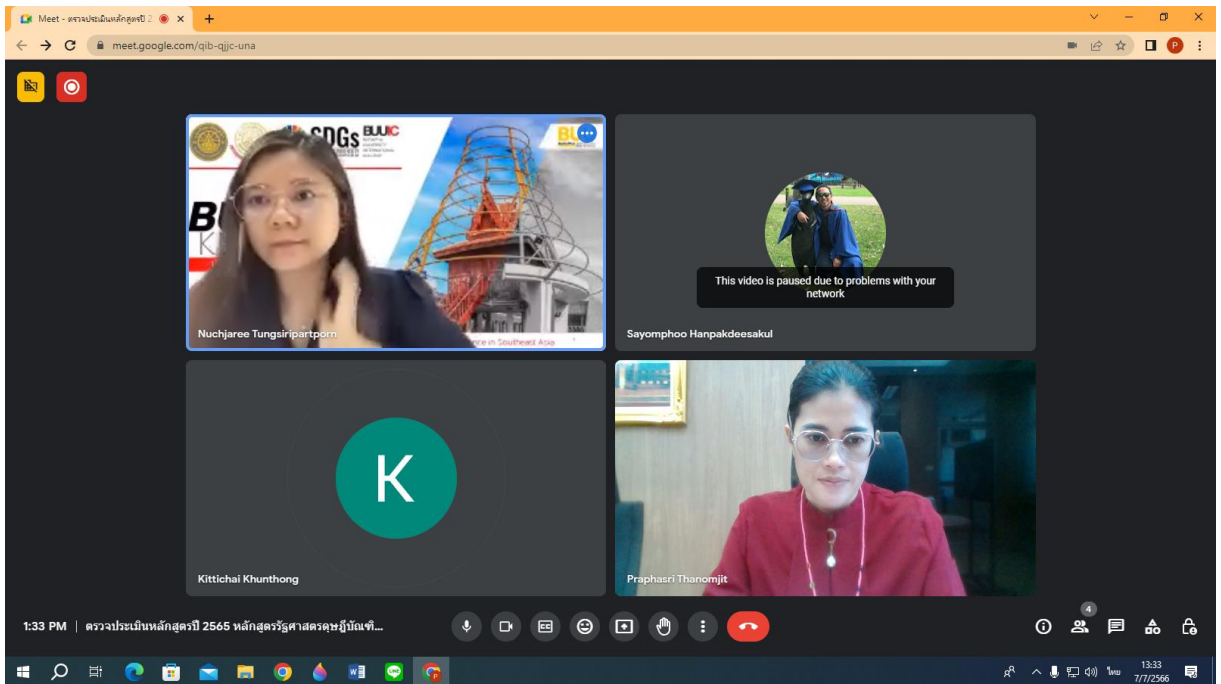 Meet - ตรวจประเมินหลักสูตรปี 2
meet.google.com/qib-qjjc-una
P
SDGs BUUIC
BU
B
K
Nuchjaree Tungsiripartporn
nce in Southeast Asia
This video is paused due to problems with your
network
Sayomphoo Hanpakdeesakul
K
Kittichai Khunthong
Praphasri Thanomjit
4
1:33 PM | ตรวจประเมินหลักสูตรปี 2565 หลักสูตรรัฐศาสตรดุษฎีบัณฑิ...
CC
ไทย
13:33
7/7/2566